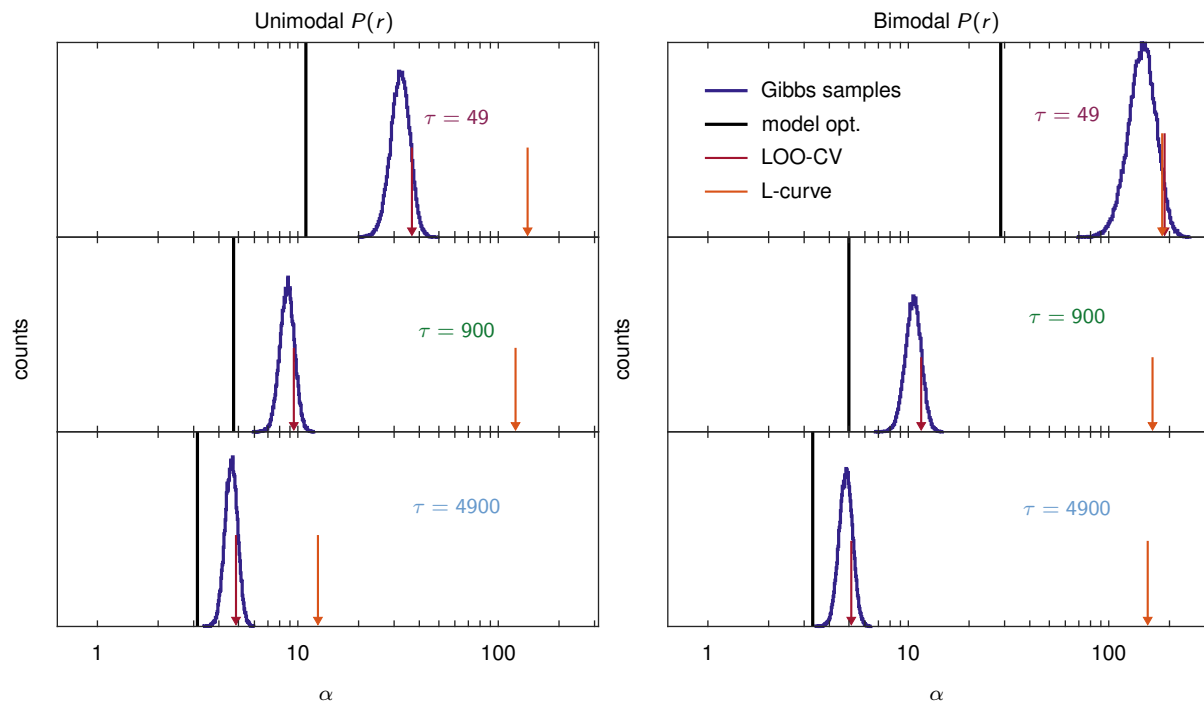 Unimodal P(r)
Bimodal P(r)
τ = 49
τ = 900
τ = 4900
counts
1
10
100
α
Gibbs samples
model opt.
LOO-CV
L-curve
τ = 49
τ = 900
τ = 4900
counts
1
10
100
α